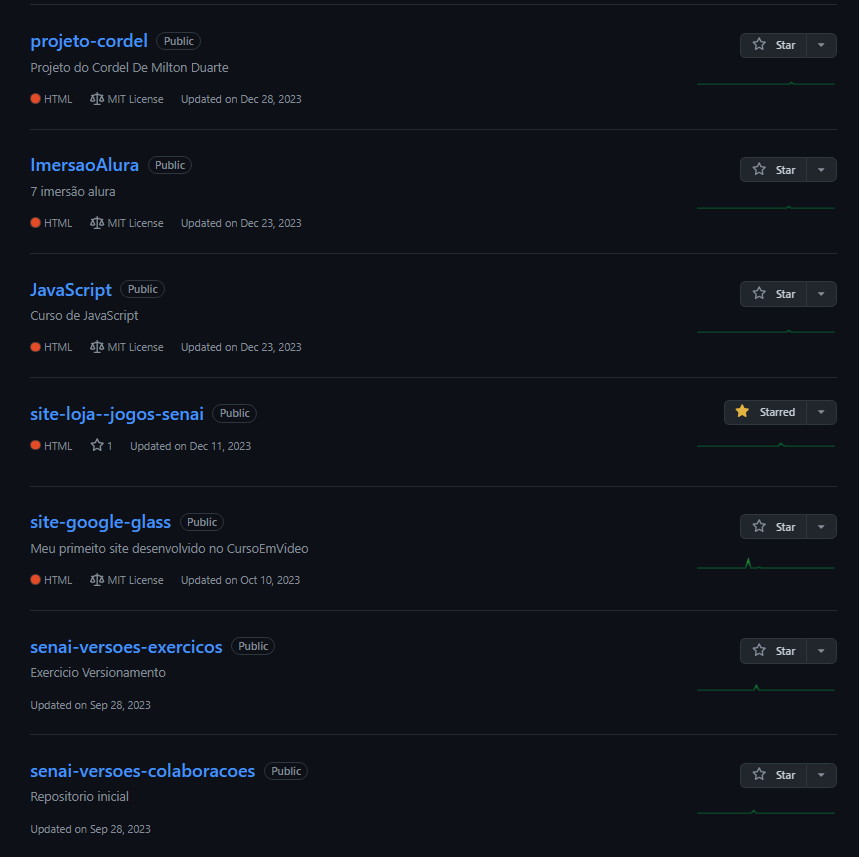 projeto-cordel Public Star
Projeto do Cordel De Milton Duarte
HTML MIT License Updated on Dec 28, 2023
ImersaoAlura Public Star
7 imersão alura
HTML MIT License Updated on Dec 23, 2023
JavaScript Public Star
Curso de JavaScript
HTML MIT License Updated on Dec 23, 2023
site-loja--jogos-senai Public Starred
HTML 1 Updated on Dec 11, 2023
site-google-glass Public Star
Meu primeito site desenvolvido no CursoEmVideo
HTML MIT License Updated on Oct 10, 2023
senai-versoes-exercicos Public Star
Exercicio Versionamento
Updated on Sep 28, 2023
senai-versoes-colaboracoes Public Star
Repositorio inicial
Updated on Sep 28, 2023